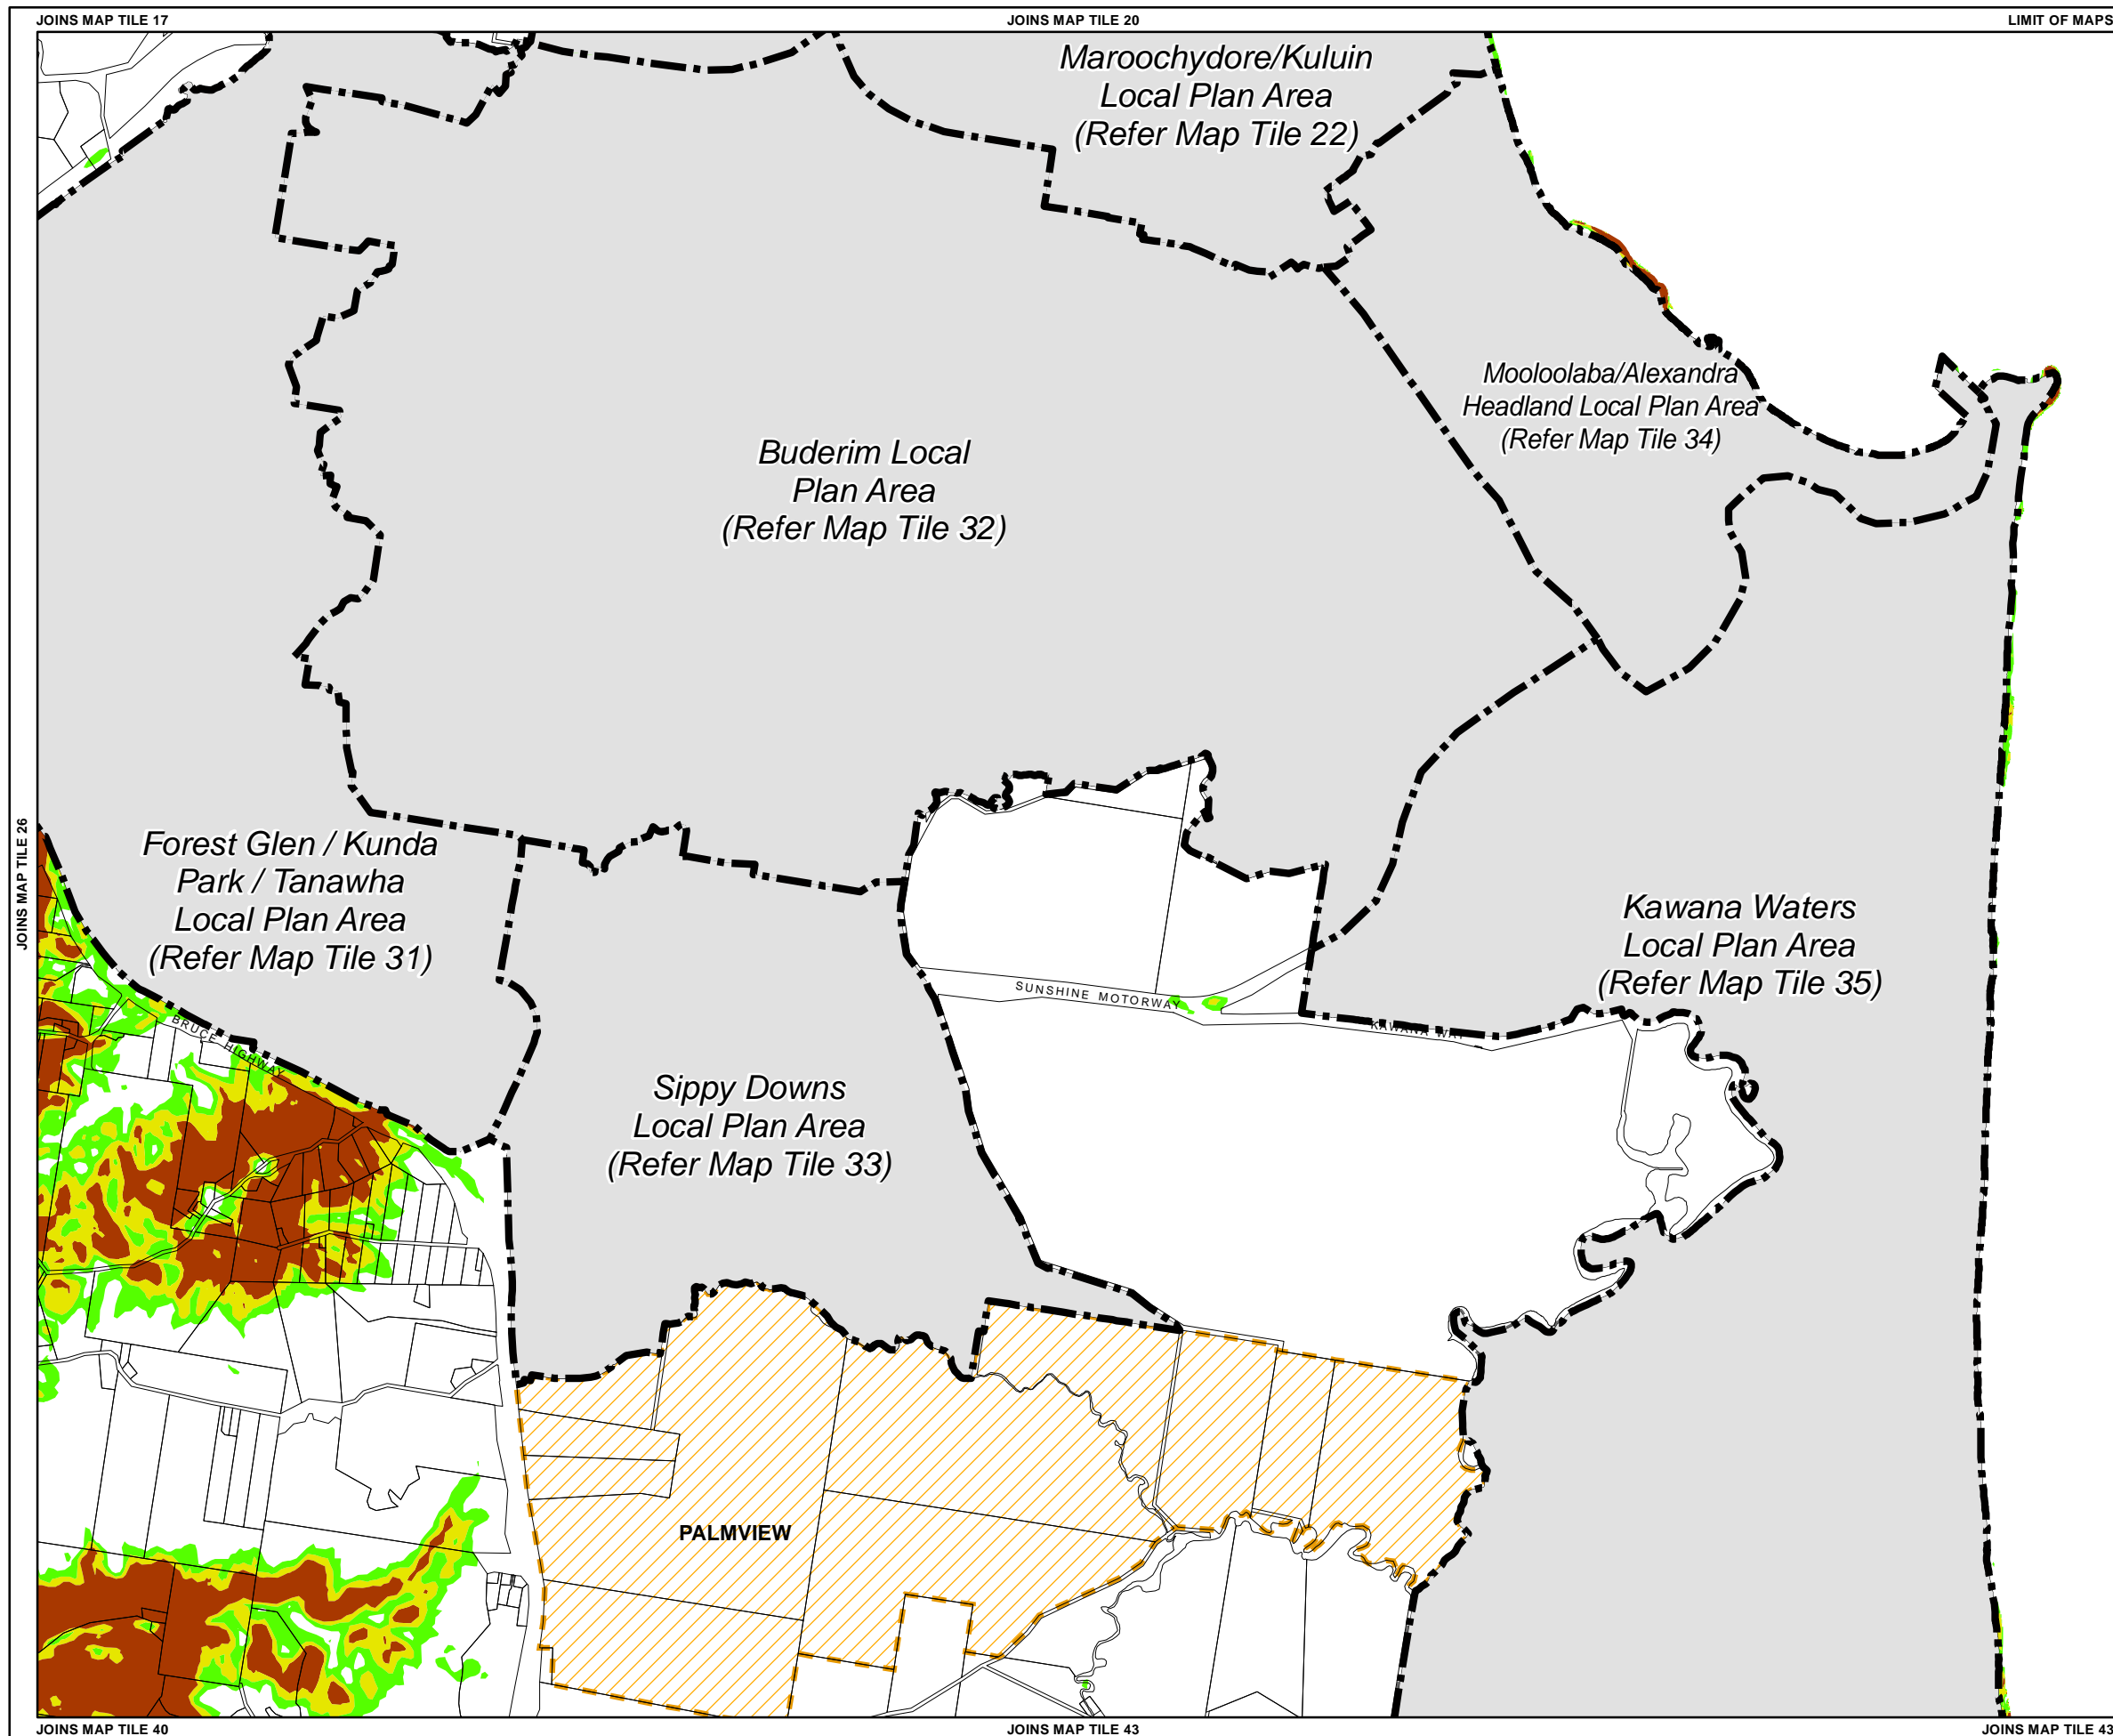 JOINS MAP TILE 17
JOINS MAP TILE 20
LIMIT OF MAPS
Maroochydore/Kuluin
Local Plan Area
(Refer Map Tile 22)
Mooloolaba/Alexandra
Headland Local Plan Area
(Refer Map Tile 34)
Buderim Local
Plan Area
(Refer Map Tile 32)
JOINS MAP TILE 26
Forest Glen / Kunda
Park / Tanawha
Local Plan Area
(Refer Map Tile 31)
Kawana Waters
Local Plan Area
(Refer Map Tile 35)
SUNSHINE MOTORWAY
KAWANA WAY
BRUCE HIGHWAY
Sippy Downs
Local Plan Area
(Refer Map Tile 33)
PALMVIEW
JOINS MAP TILE 40
JOINS MAP TILE 43
JOINS MAP TILE 43